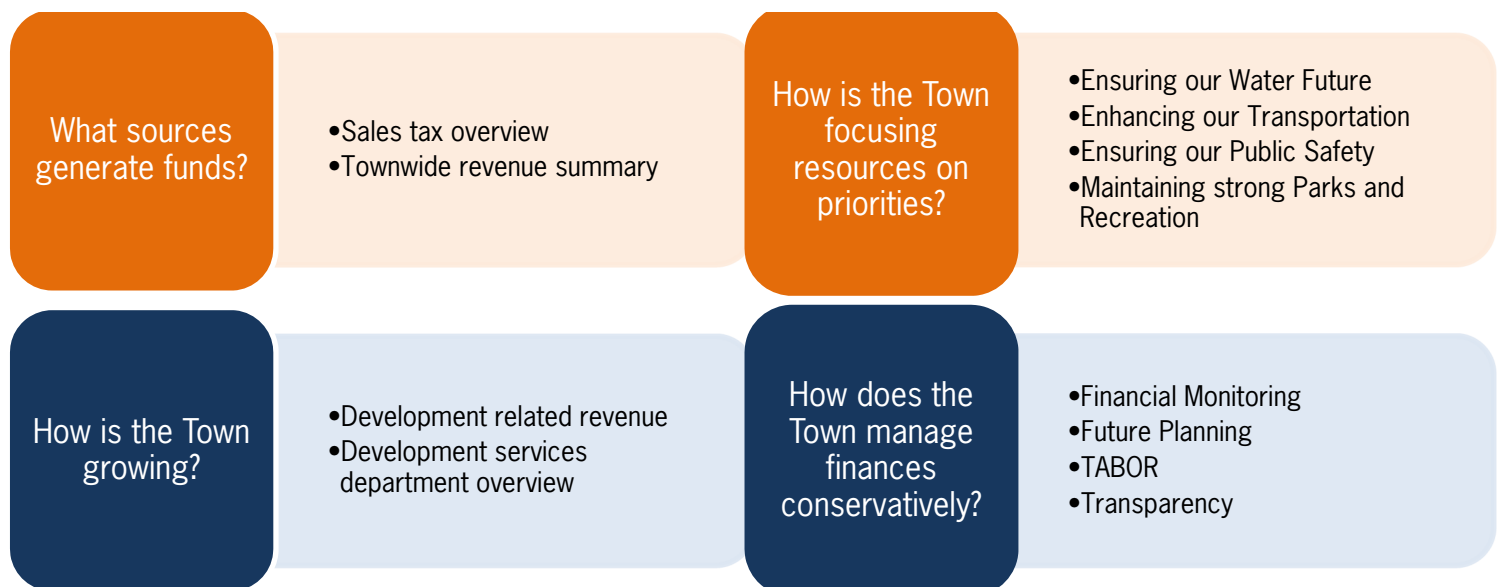 What sources
generate funds?
•Sales tax overview
•Townwide revenue summary
How is the Town
focusing
resources on
priorities?
•Ensuring our Water Future
•Enhancing our Transportation
•Ensuring our Public Safety
•Maintaining strong Parks and
Recreation
How is the Town
growing?
•Development related revenue
•Development services
department overview
How does the
Town manage
finances
conservatively?
•Financial Monitoring
•Future Planning
•TABOR
•Transparency